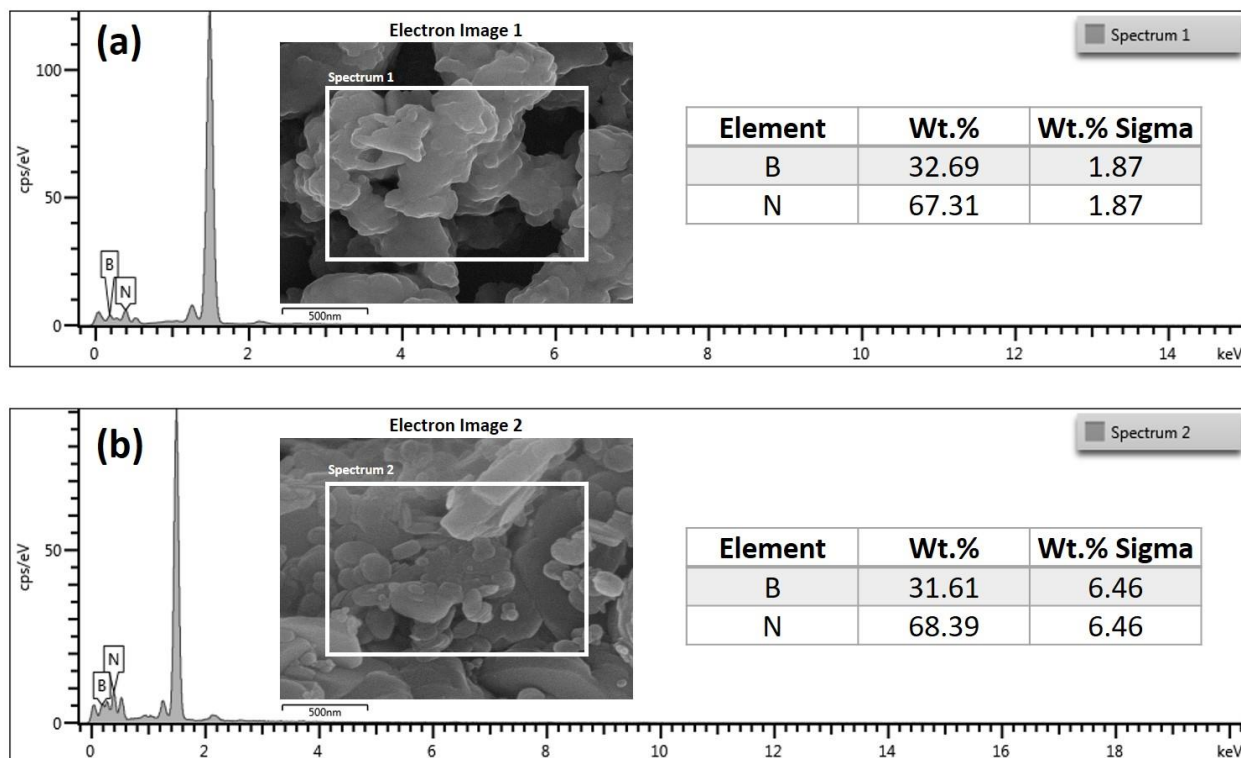 (a)
Electron Image 1
Spectrum 1
Spectrum 1
500nm
cps/eV
100
50
0
B
N
0 2 4 6 8 10 12 14 keV
Element Wt.% Wt.% Sigma
B 32.69 1.87
N 67.31 1.87
(b)
Electron Image 2
Spectrum 2
Spectrum 2
500nm
cps/eV
50
0
B
N
0 2 4 6 8 10 12 14 16 18 keV
Element Wt.% Wt.% Sigma
B 31.61 6.46
N 68.39 6.46